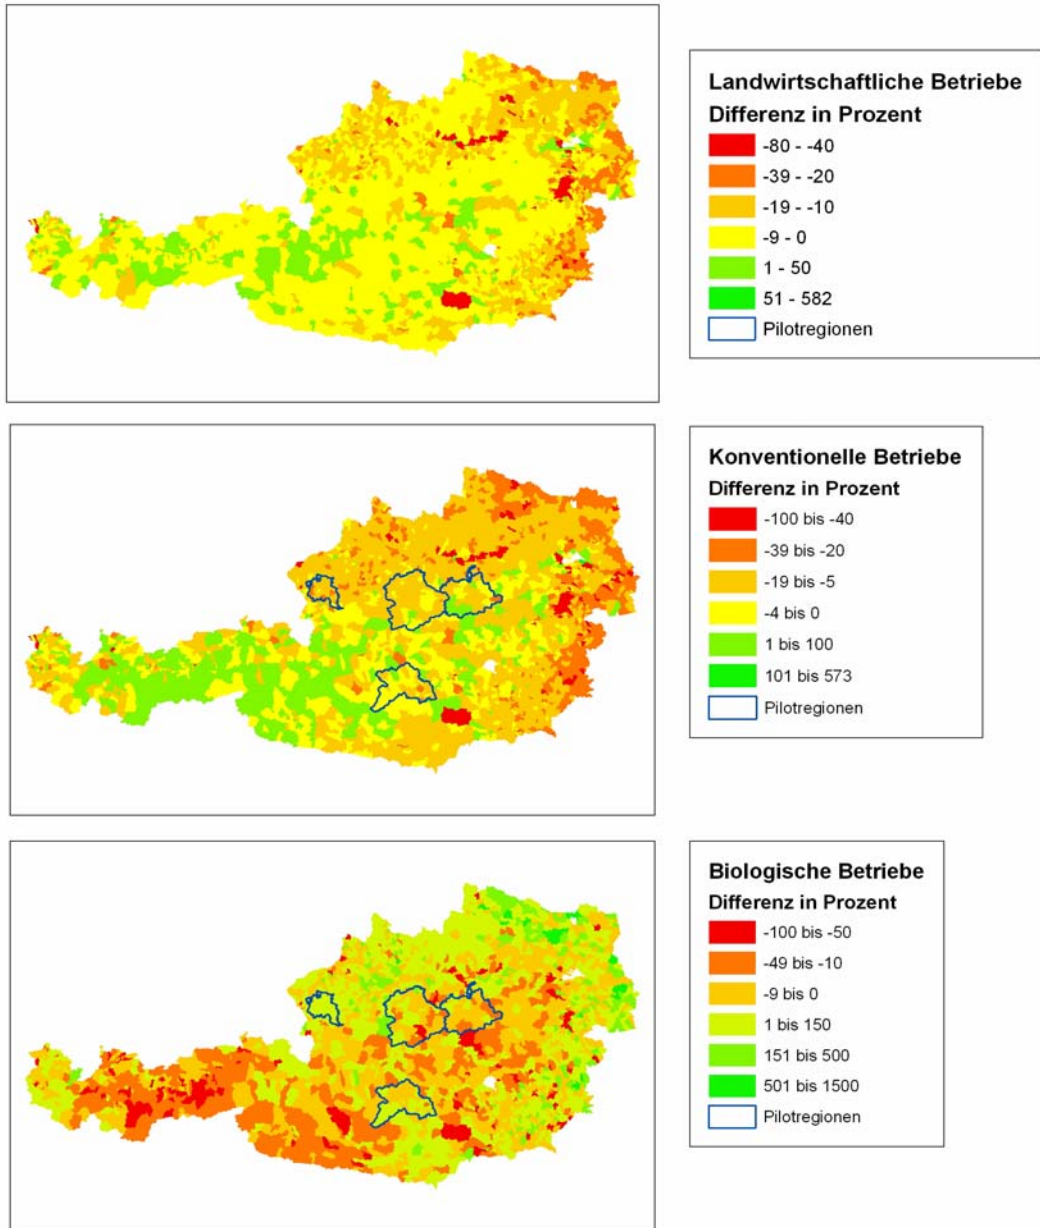 Landwirtschaftliche Betriebe
Differenz in Prozent
-80 - -40
-39 - -20
-19 - -10
-9 - 0
1 - 50
51 - 582
Pilotregionen
Konventionelle Betriebe
Differenz in Prozent
-100 bis -40
-39 bis -20
-19 bis -5
-4 bis 0
1 bis 100
101 bis 573
Pilotregionen
Biologische Betriebe
Differenz in Prozent
-100 bis -50
-49 bis -10
-9 bis 0
1 bis 150
151 bis 500
501 bis 1500
Pilotregionen